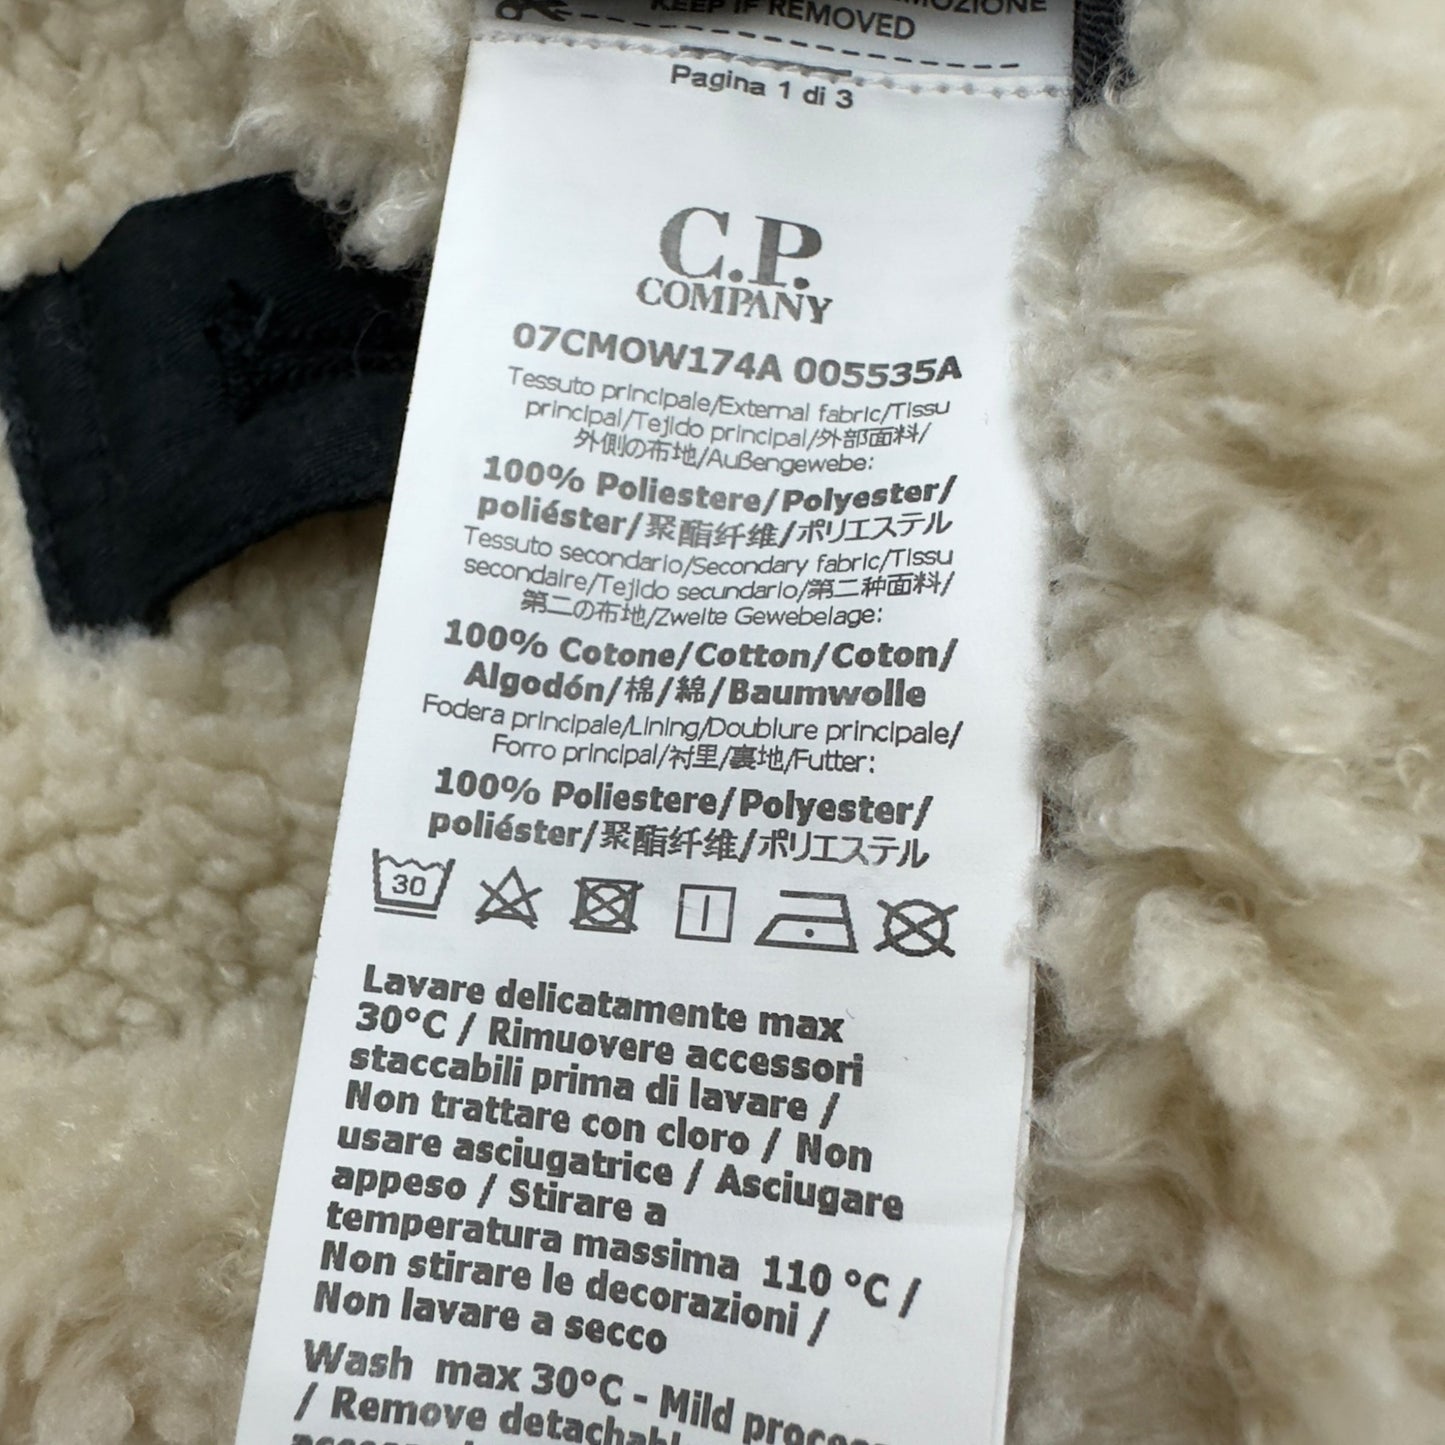 MOZIONE
KEEP IF REMOVED
Pagina 1 di 3
C.P.
COMPANY
07CMOW174A 005535A
Tessuto principale/External fabric/Tissu
principal/Tejido principal/外部面料/
外側の布地/Außengewebe:
100% Poliestere/Polyester/
poliéster/聚酯纤维/ポリエステル
Tessuto secondario/Secondary fabric/Tissu
secondaire/Tejido secundario/第二种面料/
第二の布地/Zweite Gewebelage:
100% Cotone/Cotton/Coton/
Algodón/棉/綿/Baumwolle
Fodera principale/Lining/Doublure principale/
Forro principal/衬里/裏地/Futter:
100% Poliestere/Polyester/
poliéster/聚酯纤维/ポリエステル
30
Lavare delicatamente max
30°C / Rimuovere accessori
staccabili prima di lavare /
Non trattare con cloro / Non
usare asciugatrice / Asciugare
appeso / Stirare a
temperatura massima 110 °C /
Non stirare le decorazioni /
Non lavare a secco
Wash max 30°C - Mild proces
/ Remove detachabl